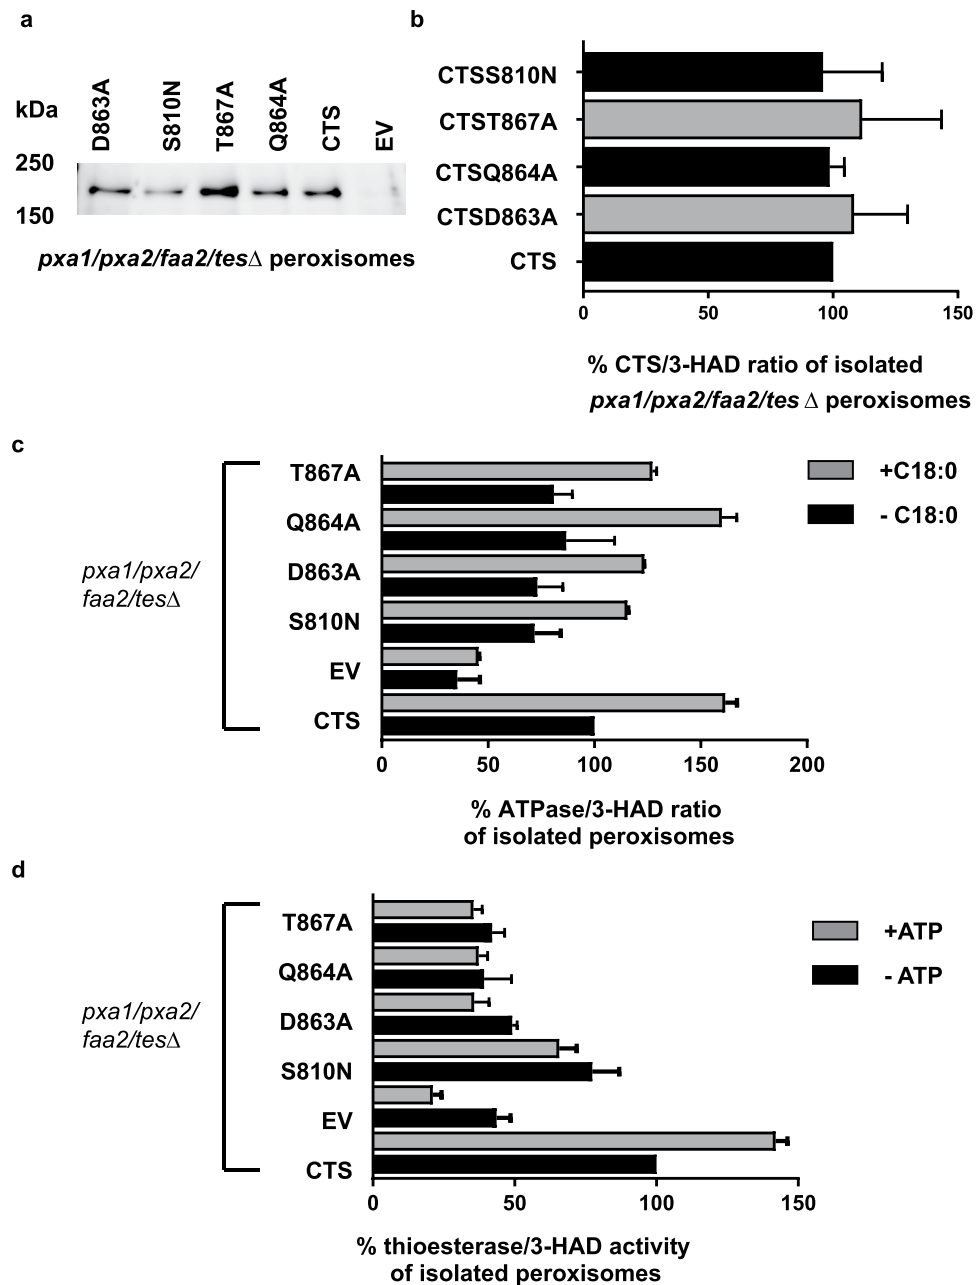 a
kDa
D863A
S810N
T867A
Q864A
CTS
EV
250
150
pxa1/pxa2/faa2/tes∆ peroxisomes
b
CTSS810N
CTST867A
CTSQ864A
CTSD863A
CTS
0 50 100 150
% CTS/3-HAD ratio of isolated
pxa1/pxa2/faa2/tes ∆ peroxisomes
c
pxa1/pxa2/
faa2/tes∆
T867A
Q864A
D863A
S810N
EV
CTS
+C18:0
- C18:0
0 50 100 150 200
% ATPase/3-HAD ratio
of isolated peroxisomes
d
pxa1/pxa2/
faa2/tes∆
T867A
Q864A
D863A
S810N
EV
CTS
+ATP
- ATP
0 50 100 150
% thioesterase/3-HAD activity
of isolated peroxisomes